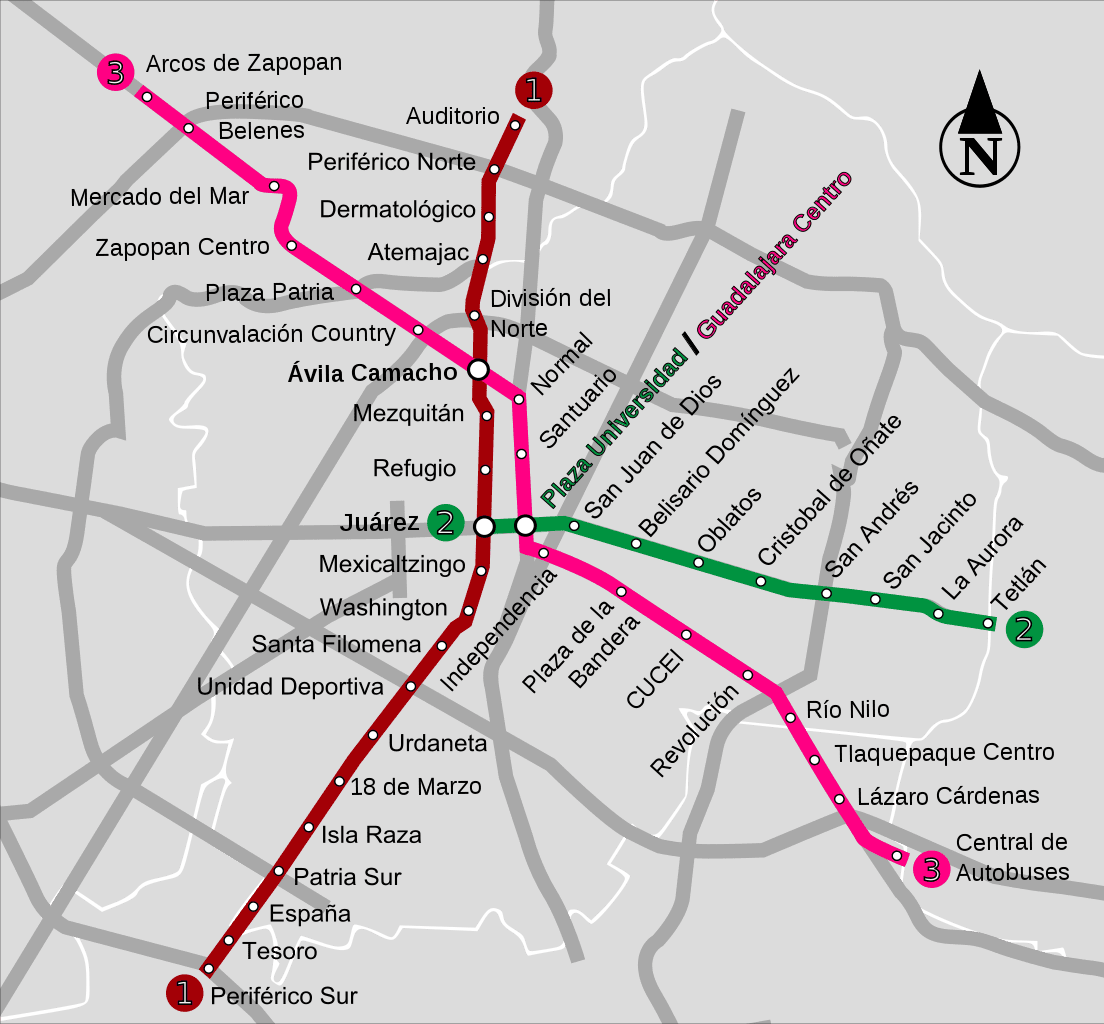 3
Arcos de Zapopan
Periférico
Belenes
Mercado del Mar
Zapopan Centro
Plaza Patria
Circunvalación Country
Ávila Camacho
1
Auditorio
Periférico Norte
Dermatológico
Atemajac
División del
Norte
N
Normal
Santuario
Plaza Universidad / Guadalajara Centro
Mezquitán
Refugio
Juárez
2
San Juan de Dios
Belisario Domínguez
Oblatos
Cristobal de Oñate
San Andrés
San Jacinto
La Aurora
Tetlán
2
Mexicaltzingo
Washington
Santa Filomena
Unidad Deportiva
Urdaneta
18 de Marzo
Isla Raza
Patria Sur
España
Tesoro
1
Periférico Sur
Independencia
Plaza de la
Bandera
CUCEI
Revolución
Río Nilo
Tlaquepaque Centro
Lázaro Cárdenas
3
Central de
Autobuses